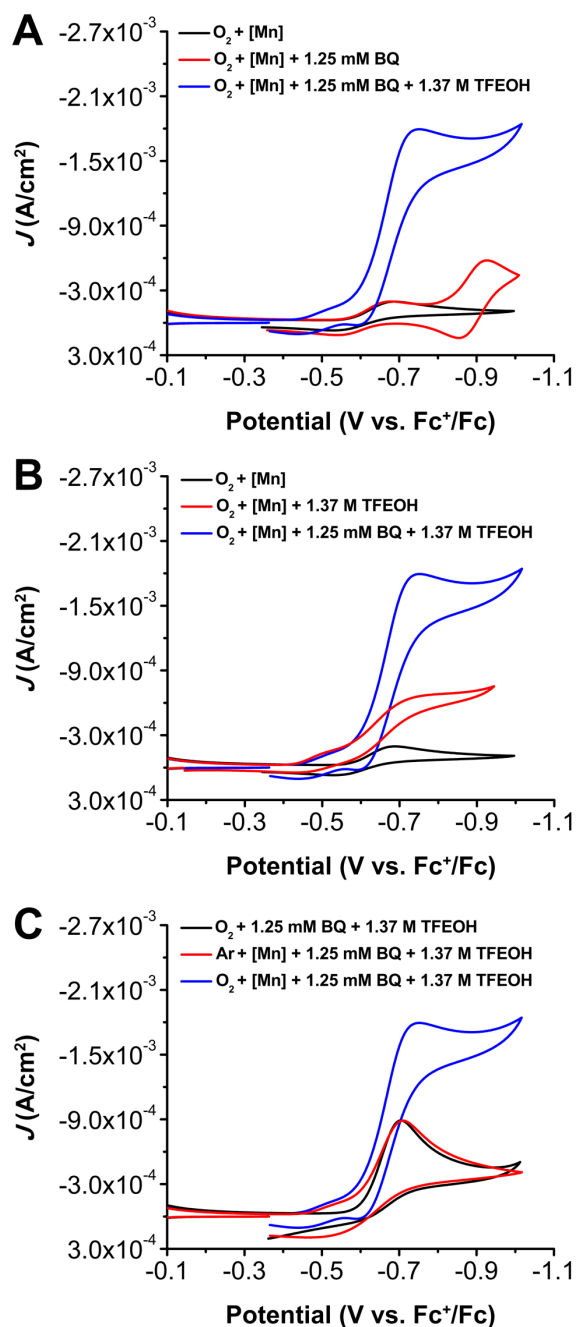 A
O₂ + [Mn]
O₂ + [Mn] + 1.25 mM BQ
O₂ + [Mn] + 1.25 mM BQ + 1.37 M TFEOH
-2.7x10⁻³
-2.1x10⁻³
-1.5x10⁻³
-9.0x10⁻⁴
-3.0x10⁻⁴
3.0x10⁻⁴
J (A/cm²)
-0.1 -0.3 -0.5 -0.7 -0.9 -1.1
Potential (V vs. Fc⁺/Fc)
B
O₂ + [Mn]
O₂ + [Mn] + 1.37 M TFEOH
O₂ + [Mn] + 1.25 mM BQ + 1.37 M TFEOH
-2.7x10⁻³
-2.1x10⁻³
-1.5x10⁻³
-9.0x10⁻⁴
-3.0x10⁻⁴
3.0x10⁻⁴
J (A/cm²)
-0.1 -0.3 -0.5 -0.7 -0.9 -1.1
Potential (V vs. Fc⁺/Fc)
C
O₂ + 1.25 mM BQ + 1.37 M TFEOH
Ar + [Mn] + 1.25 mM BQ + 1.37 M TFEOH
O₂ + [Mn] + 1.25 mM BQ + 1.37 M TFEOH
-2.7x10⁻³
-2.1x10⁻³
-1.5x10⁻³
-9.0x10⁻⁴
-3.0x10⁻⁴
3.0x10⁻⁴
J (A/cm²)
-0.1 -0.3 -0.5 -0.7 -0.9 -1.1
Potential (V vs. Fc⁺/Fc)